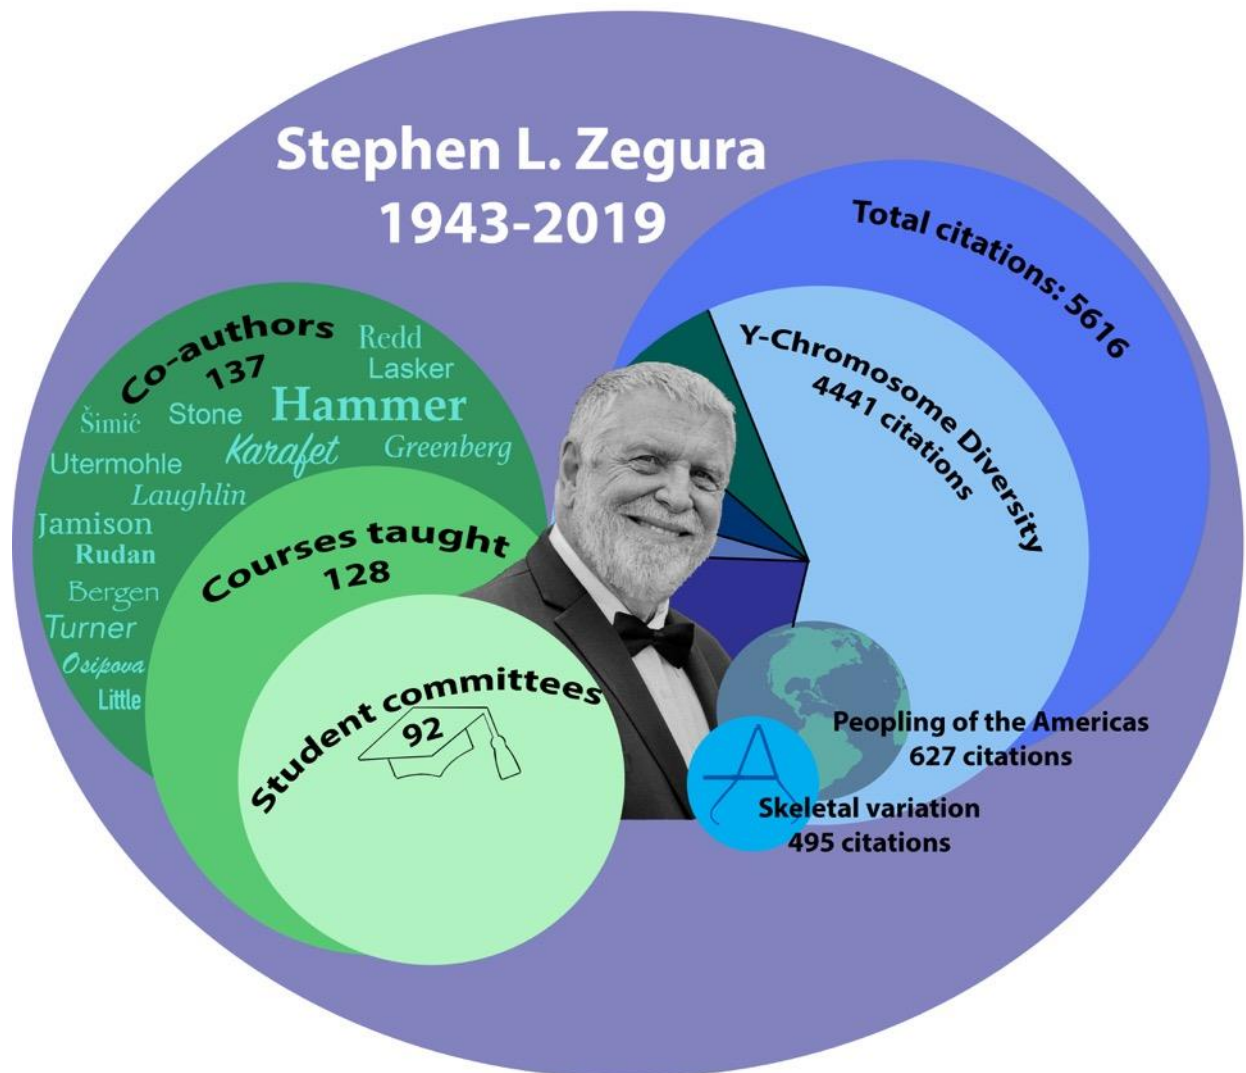 Stephen L. Zegura
1943-2019
Total citations: 5616
Y-Chromosome Diversity
4441 citations
Co-authors
137
Redd
Lasker
Hammer
Šimić
Stone
Karafet
Greenberg
Utermohle
Laughlin
Jamison
Rudan
Bergen
Turner
Osipova
Little
Courses taught
128
Student committees
92
Peopling of the Americas
627 citations
Skeletal variation
495 citations